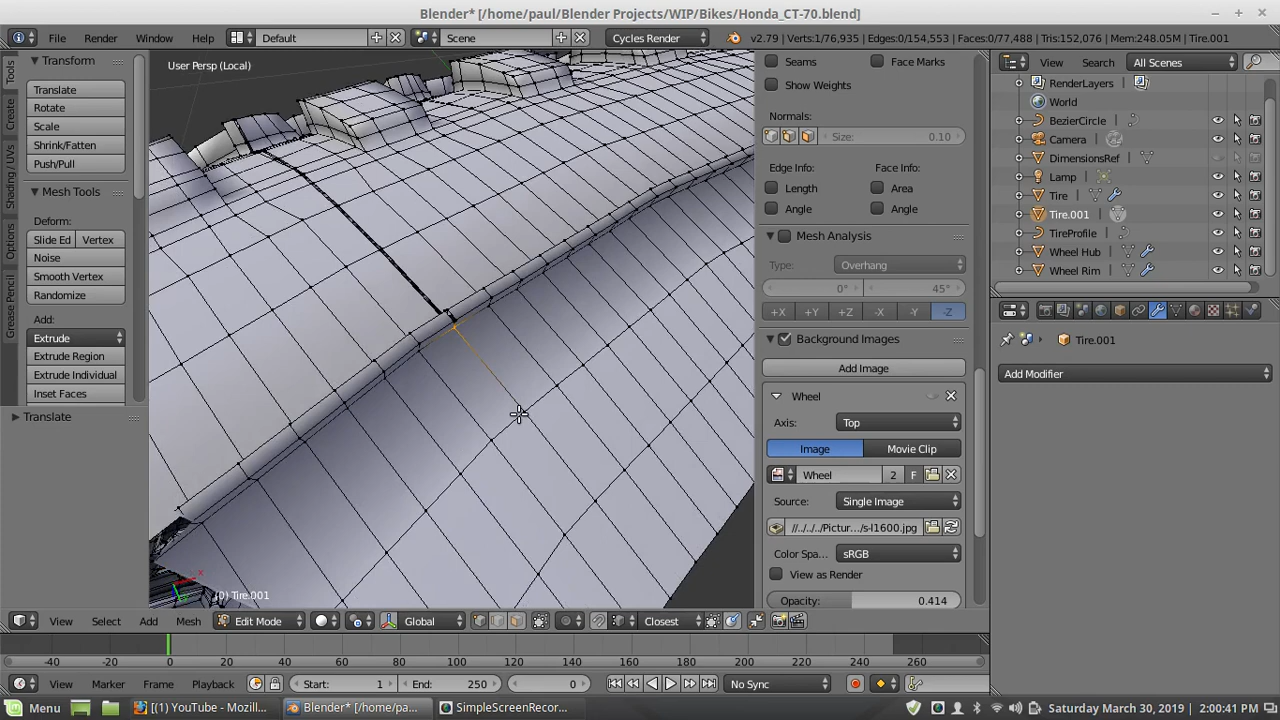 Blender* [/home/paul/Blender Projects/WIP/Bikes/Honda_CT-70.blend]
File Render Window Help Default Scene Cycles Render v2.79 | Verts:1/76,935 | Edges:0/154,553 | Faces:0/77,488 | Tris:152,076 | Mem:248.05M | Tire.001
Tools
Create
Shading / UVs
Options
Grease Pencil
Transform
Translate
Rotate
Scale
Shrink/Fatten
Push/Pull
Mesh Tools
Deform:
Slide Ed Vertex
Noise
Smooth Vertex
Randomize
Add:
Extrude
Extrude Region
Extrude Individual
Inset Faces
Translate
User Persp (Local)
(0) Tire.001
Seams Face Marks
Show Weights
Normals:
Size: 0.10
Edge Info: Face Info:
Length Area
Angle Angle
Mesh Analysis
Type: Overhang
0° 45°
+X +Y +Z -X -Y -Z
Background Images
Add Image
Wheel
Axis: Top
Image Movie Clip
Wheel 2 F
Source: Single Image
//../../../Pictur.../s-l1600.jpg
Color Spa... sRGB
View as Render
Opacity: 0.414
View Search All Scenes
RenderLayers
World
BezierCircle
Camera
DimensionsRef
Lamp
Tire
Tire.001
TireProfile
Wheel Hub
Wheel Rim
Tire.001
Add Modifier
View Select Add Mesh Edit Mode Global Closest
-40 -20 0 20 40 60 80 100 120 140 160 180 200 220 240 260
View Marker Frame Playback Start: 1 End: 250 0 No Sync
Menu [(1) YouTube - Mozill... Blender* [/home/pa... SimpleScreenRecor... Saturday March 30, 2019 2:00:41 PM